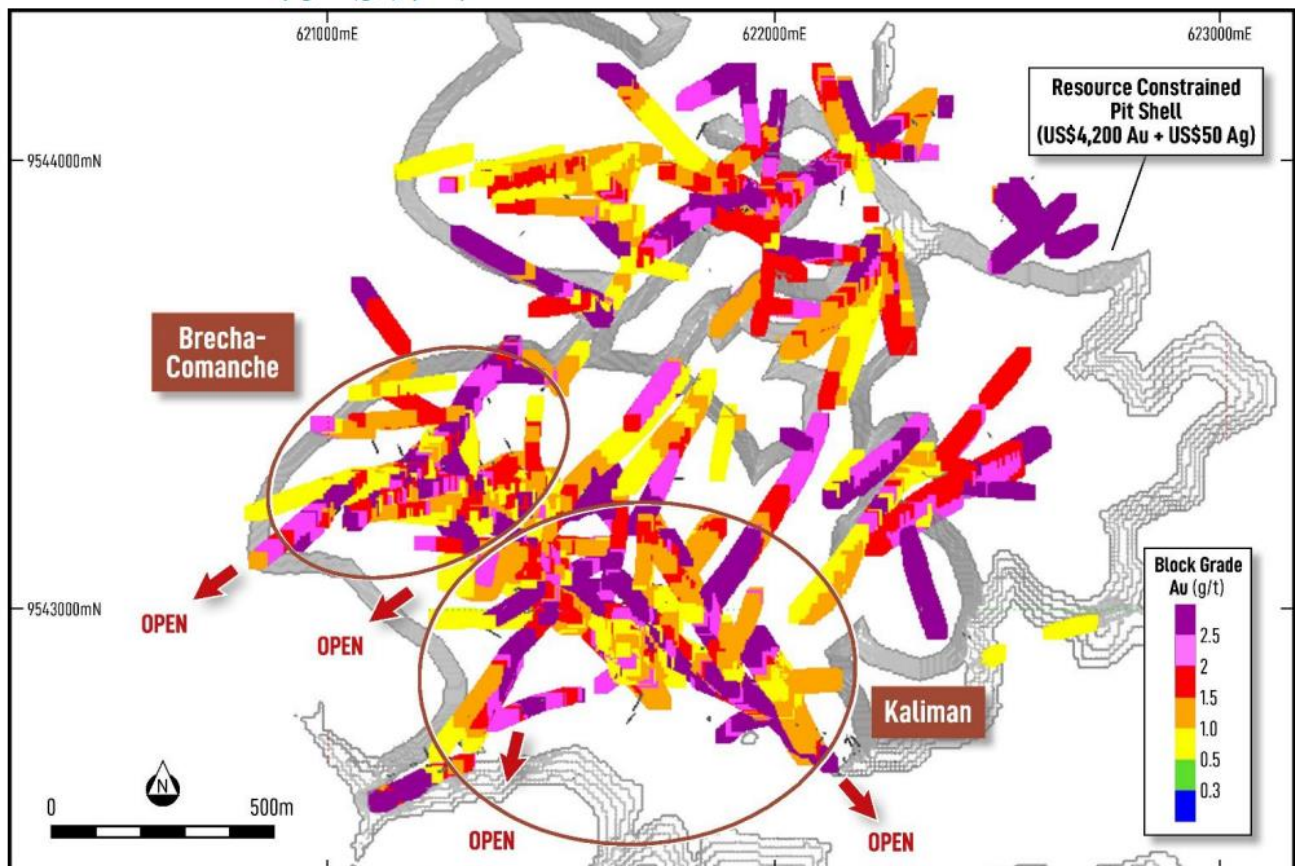 621000mE
622000mE
623000mE
Resource Constrained
Pit Shell
(US$4,200 Au + US$50 Ag)
9544000mN
Brecha-
Comanche
9543000mN
OPEN
OPEN
Kaliman
Block Grade
Au (g/t)
2.5
2
1.5
1.0
0.5
0.3
N
0
500m
OPEN
OPEN